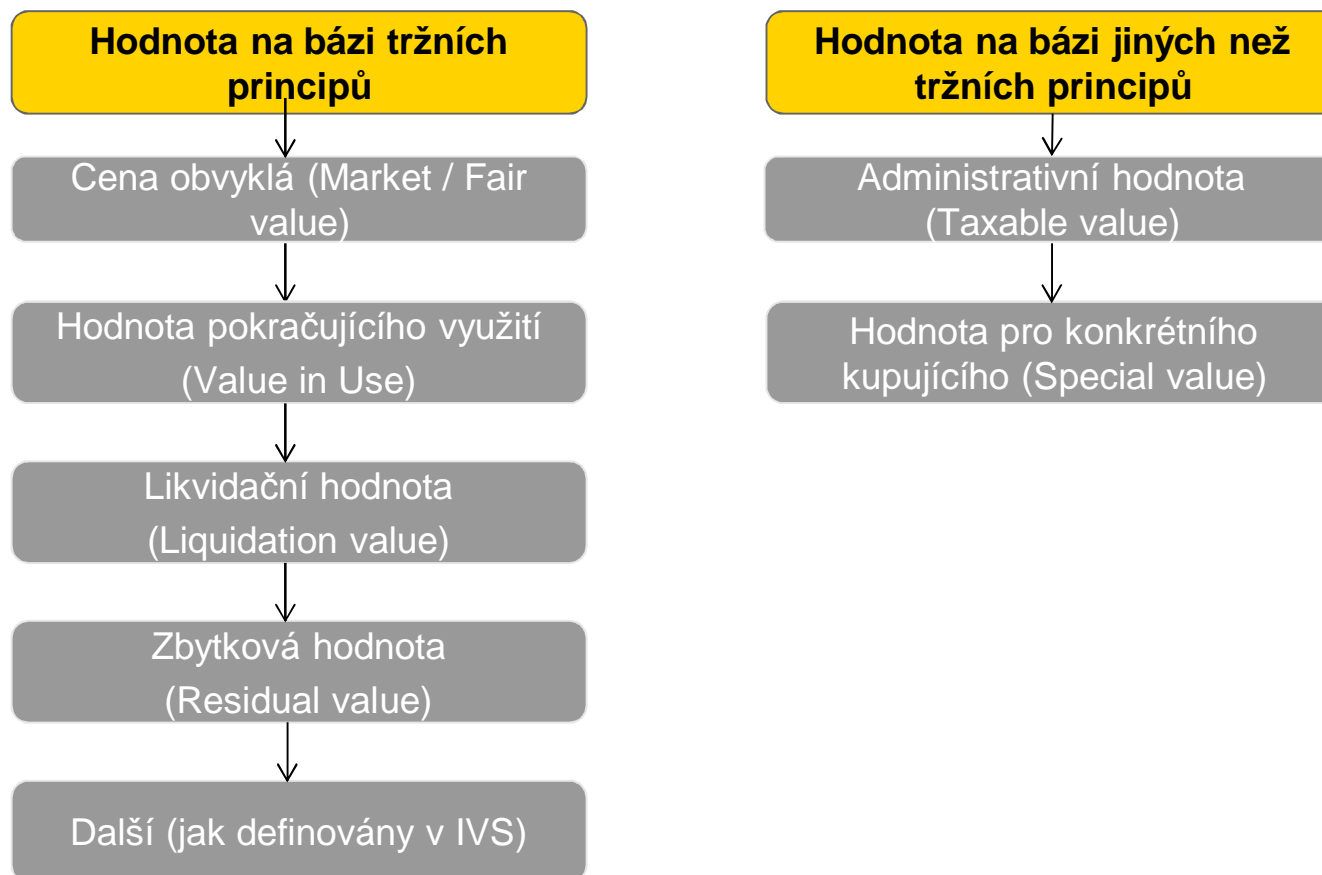 Hodnota na bázi tržních
principů
Cena obvyklá (Market / Fair
value)
Hodnota pokračujícího využití
(Value in Use)
Likvidační hodnota
(Liquidation value)
Zbytková hodnota
(Residual value)
Další (jak definovány v IVS)
Hodnota na bázi jiných než
tržních principů
Administrativní hodnota
(Taxable value)
Hodnota pro konkrétního
kupujícího (Special value)